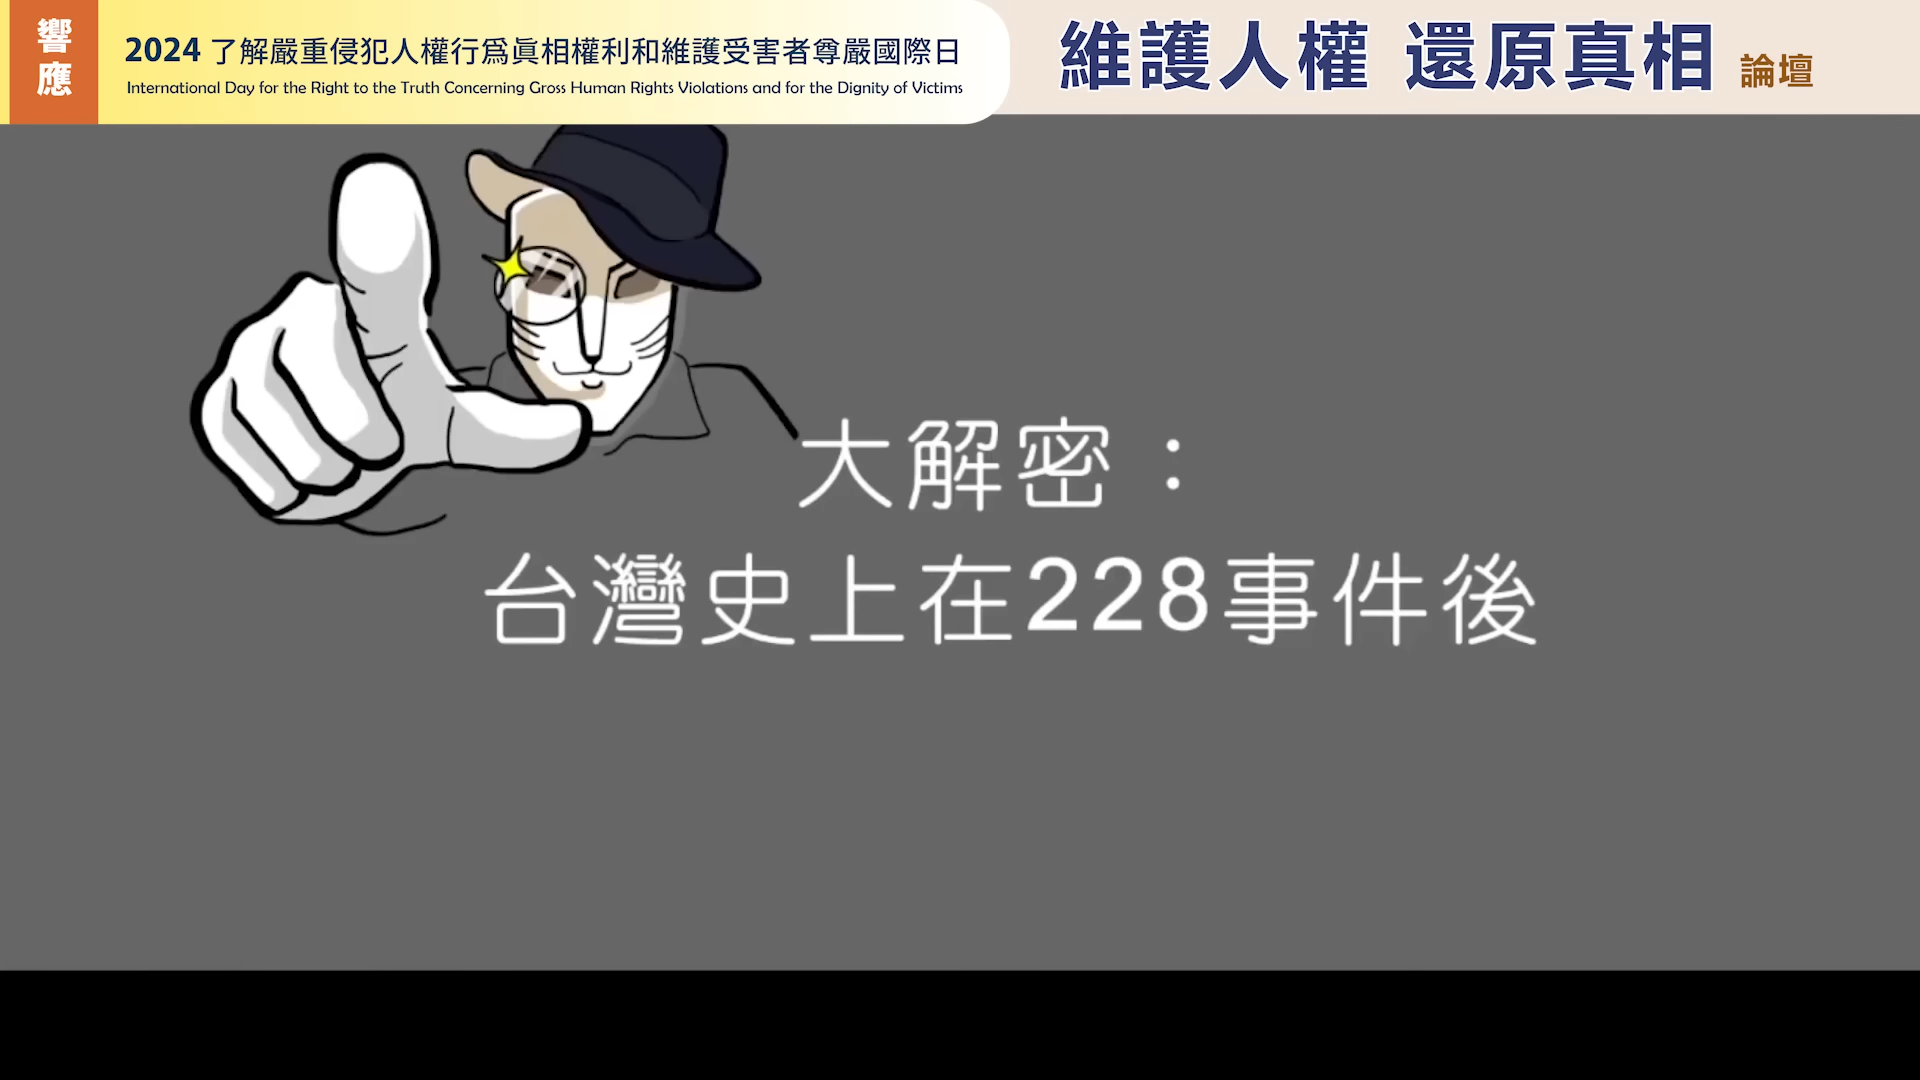 響應
2024 了解嚴重侵犯人權行爲眞相權利和維護受害者尊嚴國際日
International Day for the Right to the Truth Concerning Gross Human Rights Violations and for the Dignity of Victims
維護人權 還原真相 論壇
大解密：
台灣史上在228事件後